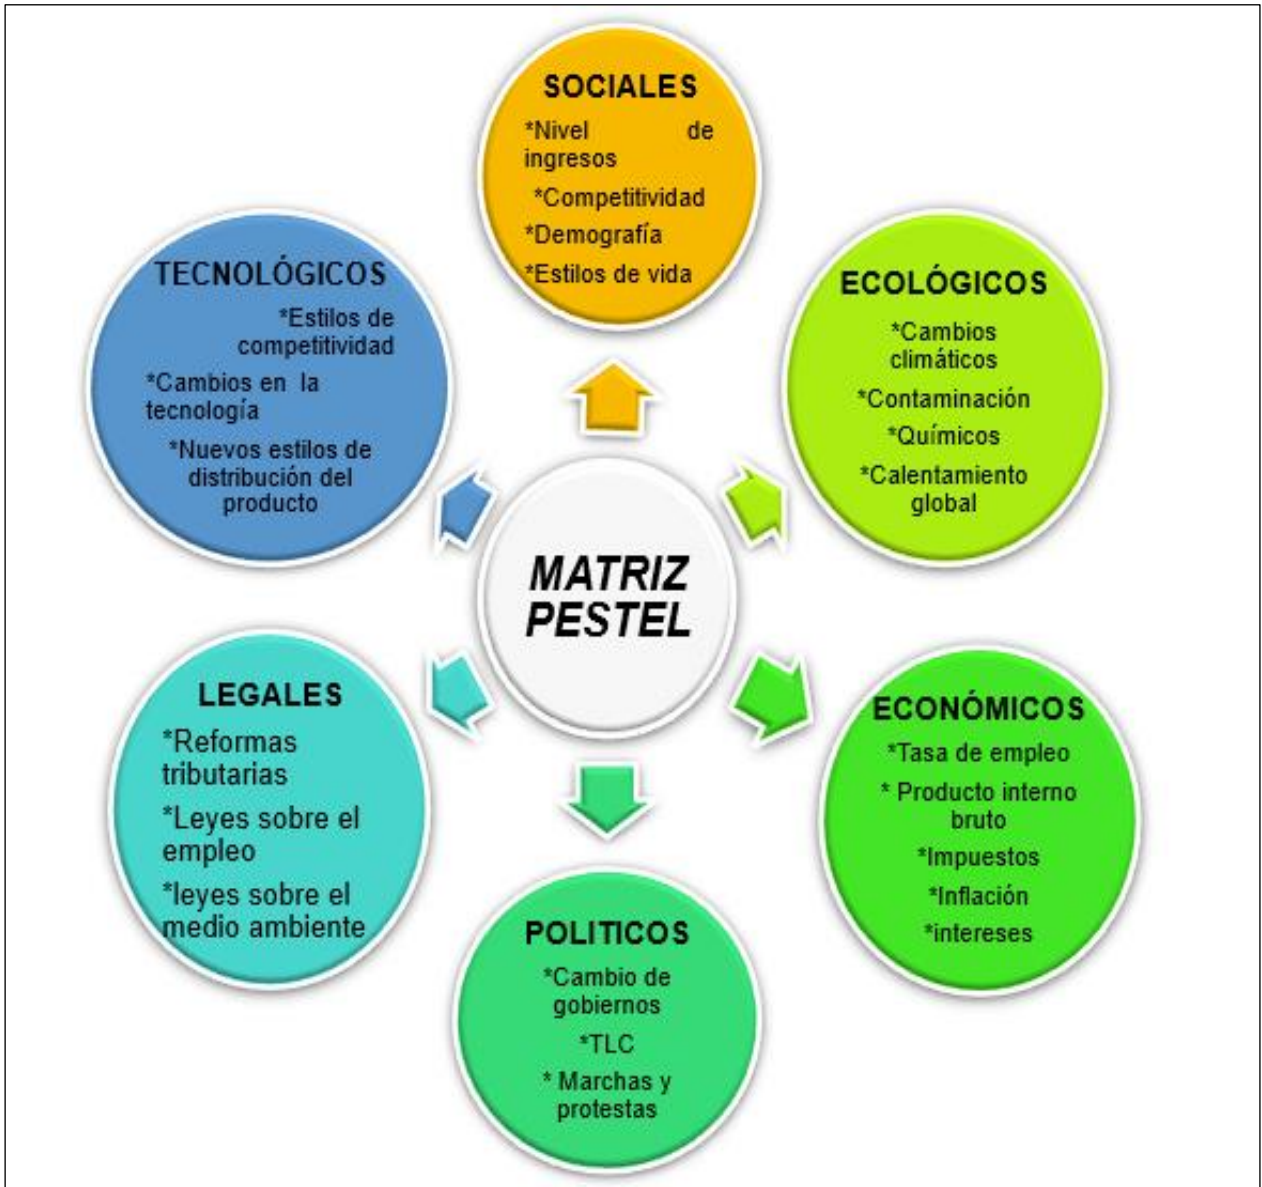 SOCIALES
*Nivel de
ingresos
*Competitividad
*Demografía
*Estilos de vida
TECNOLÓGICOS
*Estilos de
competitividad
*Cambios en la
tecnología
*Nuevos estilos de
distribución del
producto
ECOLÓGICOS
*Cambios
climáticos
*Contaminación
*Químicos
*Calentamiento
global
MATRIZ
PESTEL
LEGALES
*Reformas
tributarias
*Leyes sobre el
empleo
*leyes sobre el
medio ambiente
ECONÓMICOS
*Tasa de empleo
* Producto interno
bruto
*Impuestos
*Inflación
*intereses
POLITICOS
*Cambio de
gobiernos
*TLC
* Marchas y
protestas